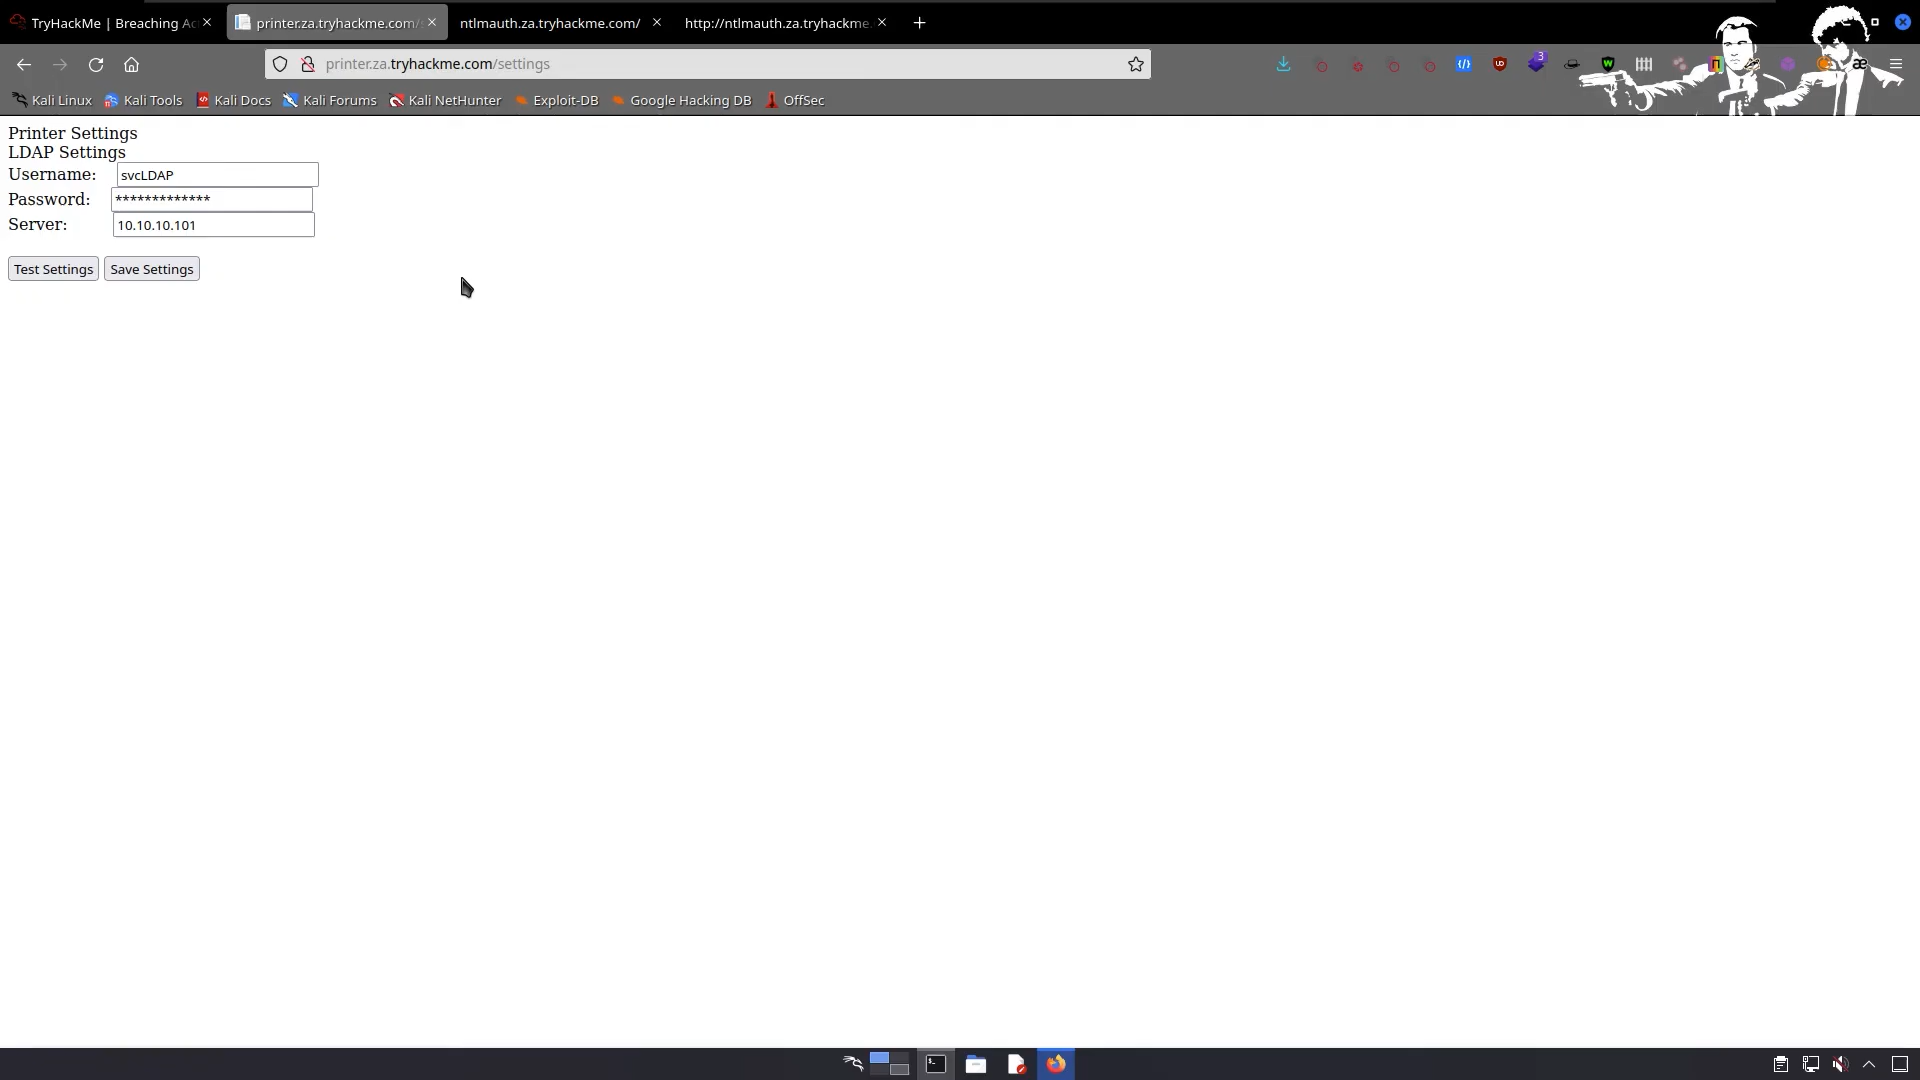 TryHackMe | Breaching Ac
printer.za.tryhackme.com/s
ntlmauth.za.tryhackme.com/
http://ntlmauth.za.tryhackme.
printer.za.tryhackme.com/settings
3
Kali Linux
Kali Tools
Kali Docs
Kali Forums
Kali NetHunter
Exploit-DB
Google Hacking DB
OffSec
Printer Settings
LDAP Settings
Username: svcLDAP
Password: *************
Server: 10.10.10.101
Test Settings Save Settings